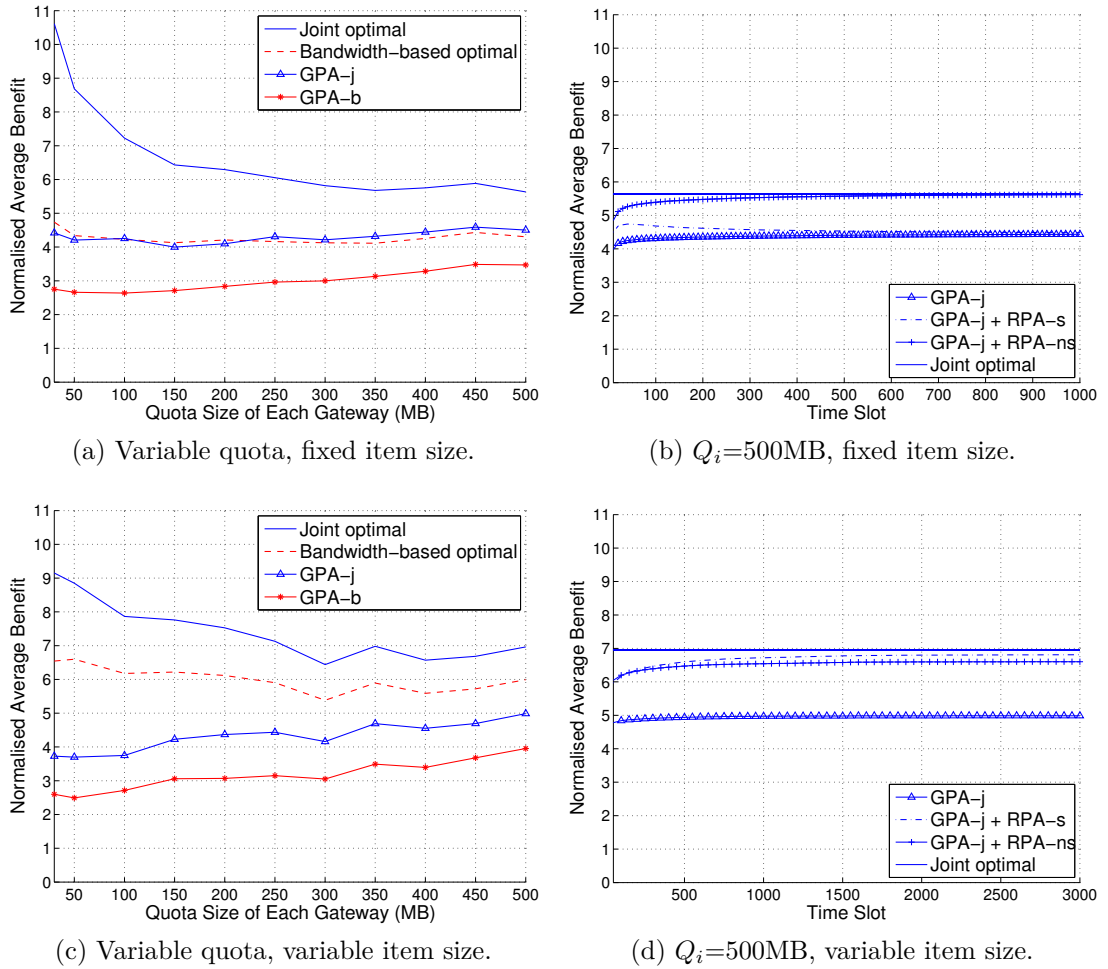 11
10
9
8
7
6
5
4
3
2
1
0
Normalised Average Benefit
Joint optimal
Bandwidth−based optimal
GPA−j
GPA−b
50 100 150 200 250 300 350 400 450 500
Quota Size of Each Gateway (MB)
(a) Variable quota, fixed item size.
11
10
9
8
7
6
5
4
3
2
1
0
Normalised Average Benefit
GPA−j
GPA−j + RPA−s
GPA−j + RPA−ns
Joint optimal
100 200 300 400 500 600 700 800 900 1000
Time Slot
(b) Qi=500MB, fixed item size.
11
10
9
8
7
6
5
4
3
2
1
0
Normalised Average Benefit
Joint optimal
Bandwidth−based optimal
GPA−j
GPA−b
50 100 150 200 250 300 350 400 450 500
Quota Size of Each Gateway (MB)
(c) Variable quota, variable item size.
11
10
9
8
7
6
5
4
3
2
1
0
Normalised Average Benefit
GPA−j
GPA−j + RPA−s
GPA−j + RPA−ns
Joint optimal
500 1000 1500 2000 2500 3000
Time Slot
(d) Qi=500MB, variable item size.